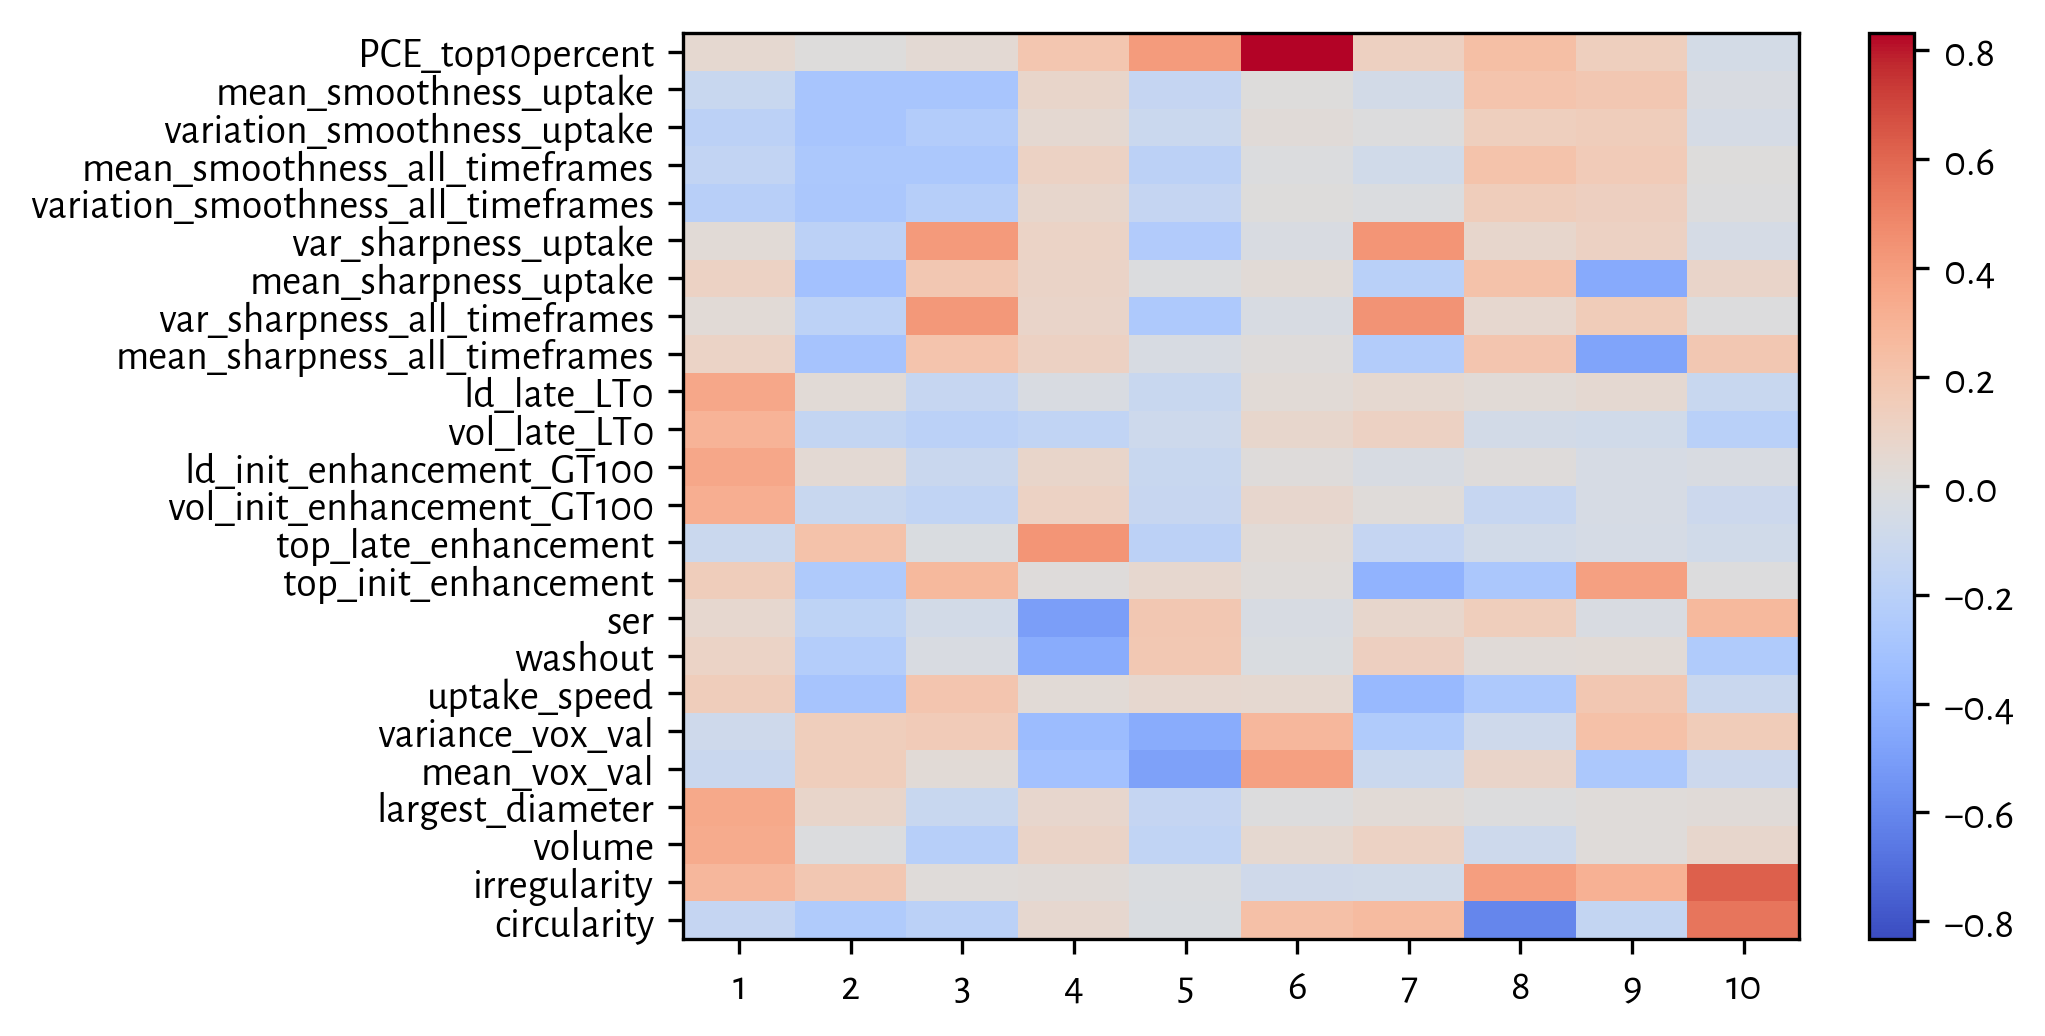 PCE_top10percent
mean_smoothness_uptake
variation_smoothness_uptake
mean_smoothness_all_timeframes
variation_smoothness_all_timeframes
var_sharpness_uptake
mean_sharpness_uptake
var_sharpness_all_timeframes
mean_sharpness_all_timeframes
ld_late_LT0
vol_late_LT0
ld_init_enhancement_GT100
vol_init_enhancement_GT100
top_late_enhancement
top_init_enhancement
ser
washout
uptake_speed
variance_vox_val
mean_vox_val
largest_diameter
volume
irregularity
circularity
1 2 3 4 5 6 7 8 9 10
0.8
0.6
0.4
0.2
0.0
−0.2
−0.4
−0.6
−0.8